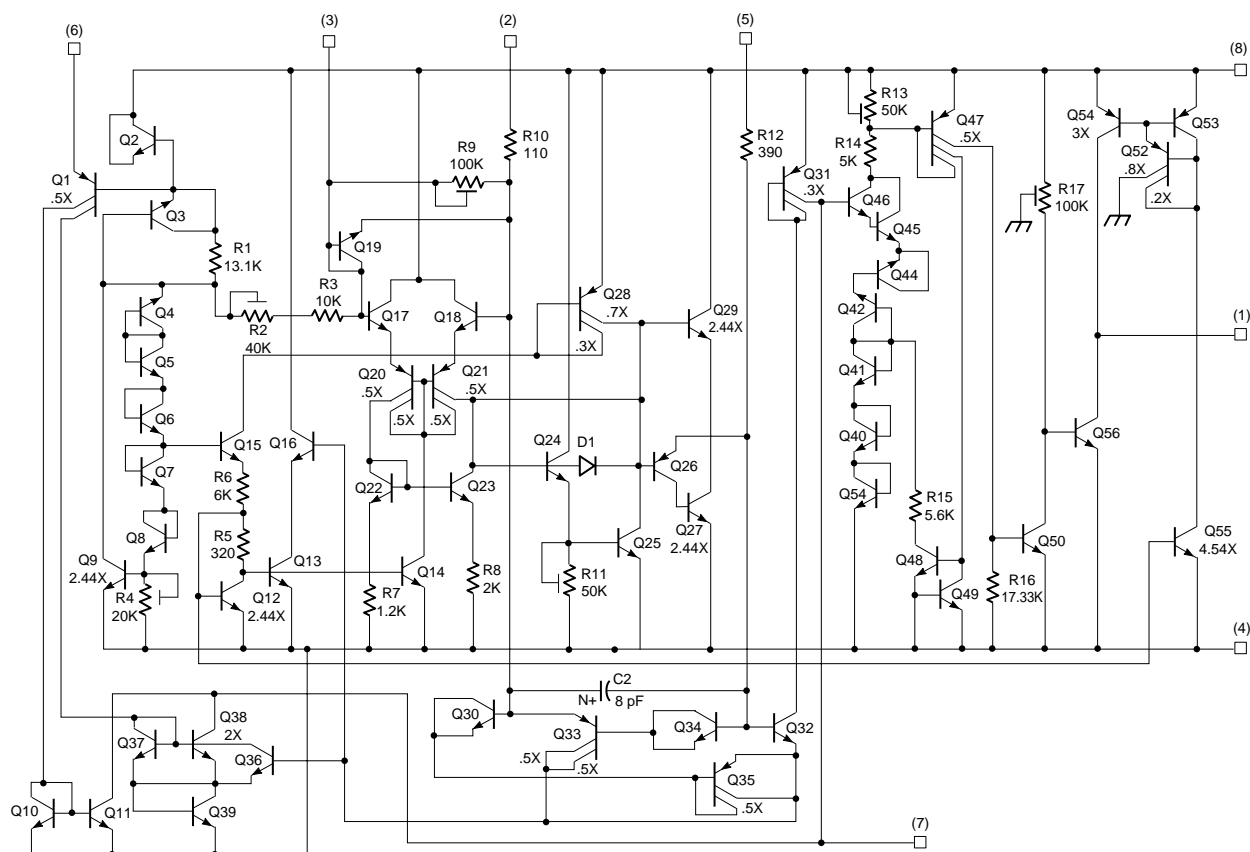 (6)
(3)
(2)
(5)
(8)
Q2
Q1
.5X
Q3
R1
13.1K
R9
100K
R10
110
R12
390
Q31
.3X
R13
50K
R14
5K
Q47
.5X
Q46
Q45
Q44
Q54
3X
Q53
Q52
.8X
.2X
R17
100K
Q4
Q5
Q6
Q7
Q8
Q9
2.44X
R4
20K
R2
40K
R3
10K
Q19
Q17
Q18
Q28
.7X
.3X
Q29
2.44X
Q42
Q41
Q40
Q54
(1)
Q20
.5X
Q21
.5X
.5X
.5X
Q15
Q16
R6
6K
R5
320
Q12
2.44X
Q13
Q14
Q22
Q23
R7
1.2K
R8
2K
Q24
D1
Q26
Q27
2.44X
Q25
R11
50K
R15
5.6K
Q48
Q49
R16
17.33K
Q50
Q56
Q55
4.54X
(4)
C2
N+
8 pF
Q30
Q33
.5X
.5X
Q34
Q32
Q35
.5X
Q37
Q38
2X
Q36
Q10
Q11
Q39
(7)